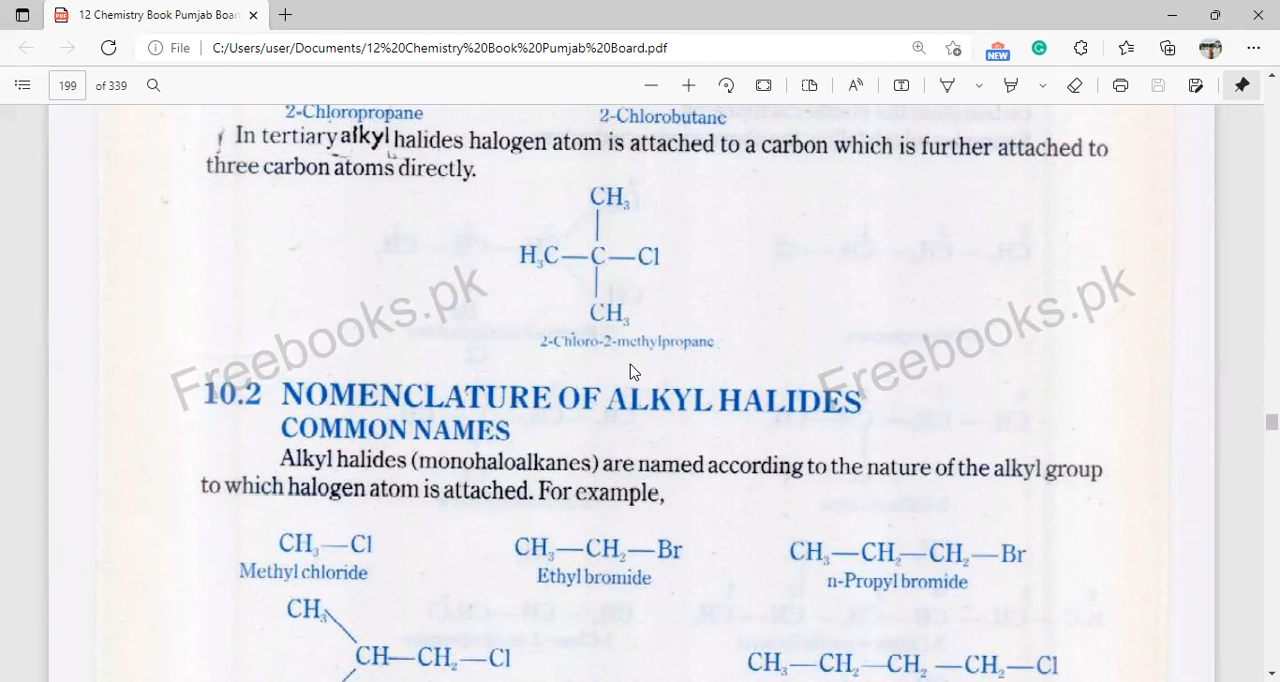 12 Chemistry Book Pumjab Boar
File
C:/Users/user/Documents/12%20Chemistry%20Book%20Pumjab%20Board.pdf
NEW
199 of 339
2-Chloropropane 2-Chlorobutane
In tertiary alkyl halides halogen atom is attached to a carbon which is further attached to
three carbon atoms directly.
CH₃
H₃C—C—Cl
CH₃
2-Chloro-2-methylpropane
Freebooks.pk Freebooks.pk
10.2 NOMENCLATURE OF ALKYL HALIDES
COMMON NAMES
Alkyl halides (monohaloalkanes) are named according to the nature of the alkyl group
to which halogen atom is attached. For example,
CH₃—Cl CH₃—CH₂—Br CH₃—CH₂—CH₂—Br
Methyl chloride Ethyl bromide n-Propyl bromide
CH₃
CH—CH₂—Cl CH₃—CH₂—CH₂—CH₂—Cl